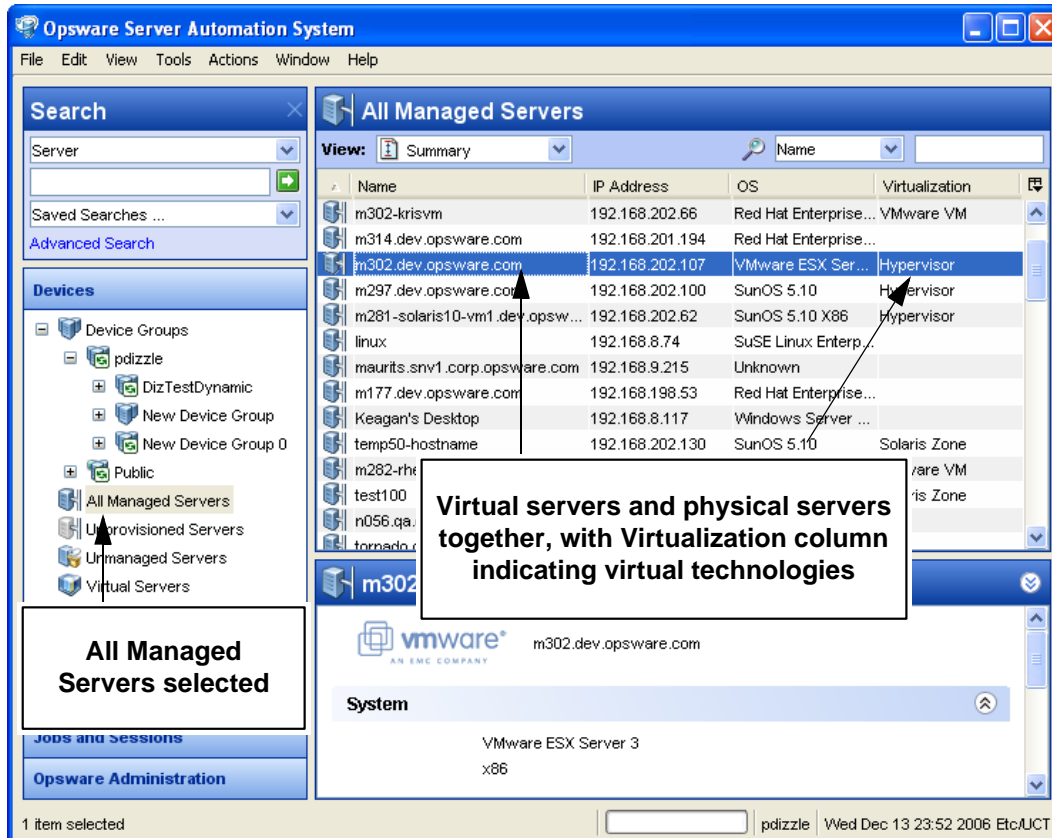 Opsware Server Automation System
File Edit View Tools Actions Window Help
Search
Server
Saved Searches ...
Advanced Search
Devices
Device Groups
pdizzle
DizTestDynamic
New Device Group
New Device Group 0
Public
All Managed Servers
Unprovisioned Servers
Unmanaged Servers
Virtual Servers
All Managed
Servers selected
Jobs and Sessions
Opsware Administration
All Managed Servers
View: Summary Name
Name IP Address OS Virtualization
m302-krisvm 192.168.202.66 Red Hat Enterprise... VMware VM
m314.dev.opsware.com 192.168.201.194 Red Hat Enterprise...
m302.dev.opsware.com 192.168.202.107 VMware ESX Ser... Hypervisor
m297.dev.opsware.com 192.168.202.100 SunOS 5.10 Hypervisor
m281-solaris10-vm1.dev.opsw... 192.168.202.62 SunOS 5.10 X86 Hypervisor
linux 192.168.8.74 SuSE Linux Enterp...
maurits.snv1.corp.opsware.com 192.168.9.215 Unknown
m177.dev.opsware.com 192.168.198.53 Red Hat Enterprise...
Keagan's Desktop 192.168.8.117 Windows Server ...
temp50-hostname 192.168.202.130 SunOS 5.10 Solaris Zone
m282-rhe VM
test100 Zone
n056.qa.
tornado
Virtual servers and physical servers
together, with Virtualization column
indicating virtual technologies
m302
vmware®
AN EMC COMPANY
m302.dev.opsware.com
System
VMware ESX Server 3
x86
1 item selected pdizzle Wed Dec 13 23:52 2006 Etc/UCT